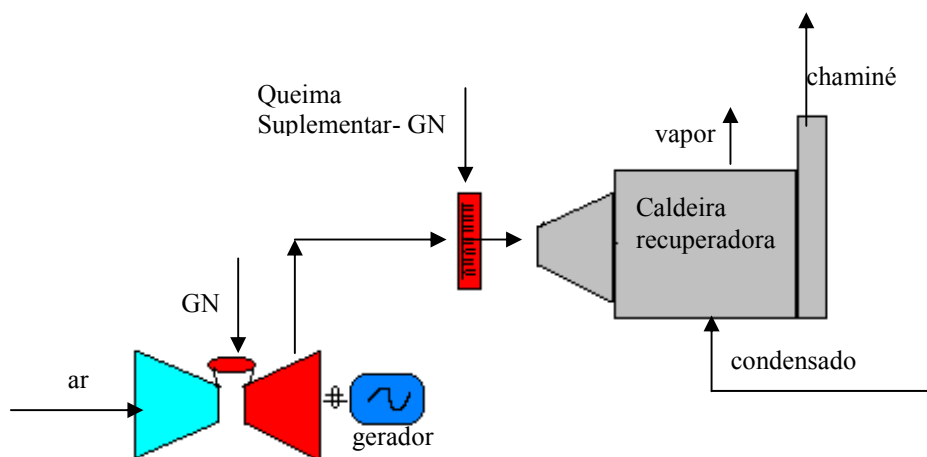 chaminé
Queima
Suplementar- GN
vapor
Caldeira
recuperadora
GN
condensado
ar
gerador